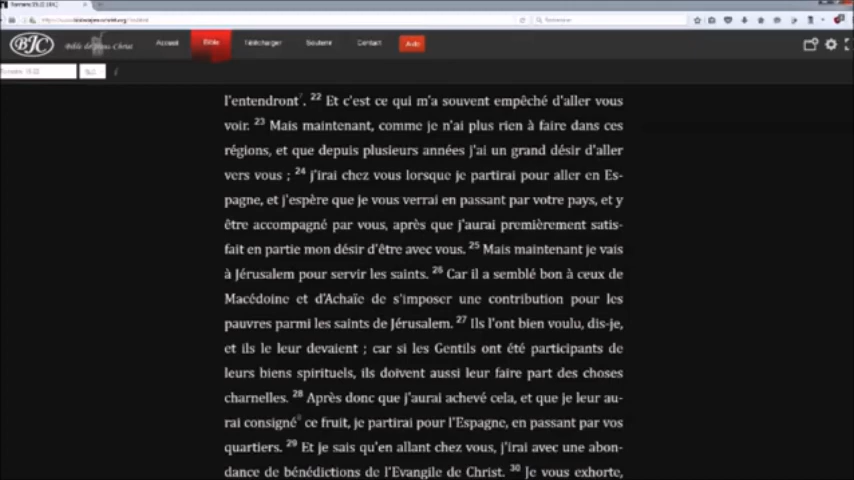 BJC
Accueil Bible Télécharger Soutenir Contact Aide
l'entendront⁷. 22 Et c'est ce qui m'a souvent empêché d'aller vous
voir. 23 Mais maintenant, comme je n'ai plus rien à faire dans ces
régions, et que depuis plusieurs années j'ai un grand désir d'aller
vers vous ; 24 j'irai chez vous lorsque je partirai pour aller en Es-
pagne, et j'espère que je vous verrai en passant par votre pays, et y
être accompagné par vous, après que j'aurai premièrement satis-
fait en partie mon désir d'être avec vous. 25 Mais maintenant je vais
à Jérusalem pour servir les saints. 26 Car il a semblé bon à ceux de
Macédoine et d'Achaïe de s'imposer une contribution pour les
pauvres parmi les saints de Jérusalem. 27 Ils l'ont bien voulu, dis-je,
et ils le leur devaient ; car si les Gentils ont été participants de
leurs biens spirituels, ils doivent aussi leur faire part des choses
charnelles. 28 Après donc que j'aurai achevé cela, et que je leur au-
rai consigné⁸ ce fruit, je partirai pour l'Espagne, en passant par vos
quartiers. 29 Et je sais qu'en allant chez vous, j'irai avec une abon-
dance de bénédictions de l'Evangile de Christ. 30 Je vous exhorte,